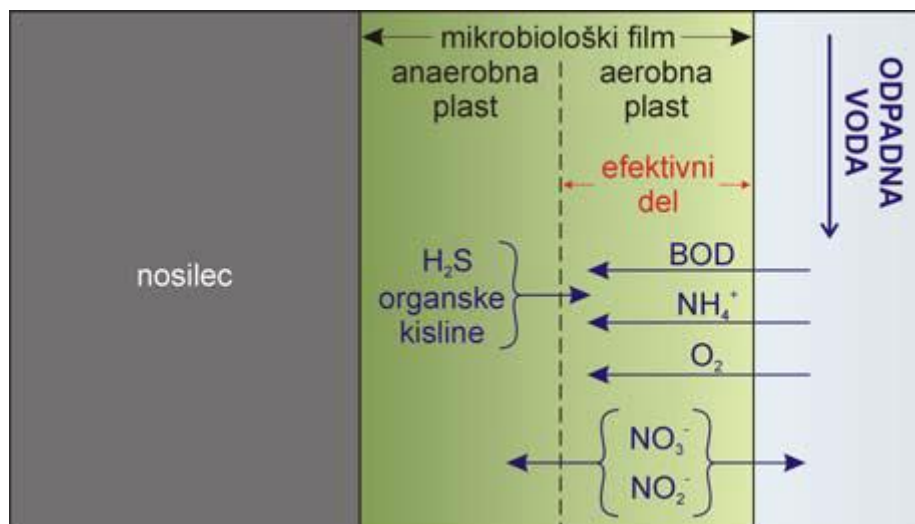 mikrobiološki film
anaerobna
plast
aerobna
plast
efektivni
del
ODPADNA
VODA
nosilec
H₂S
organske
kisline
BOD
NH₄⁺
O₂
NO₃⁻
NO₂⁻